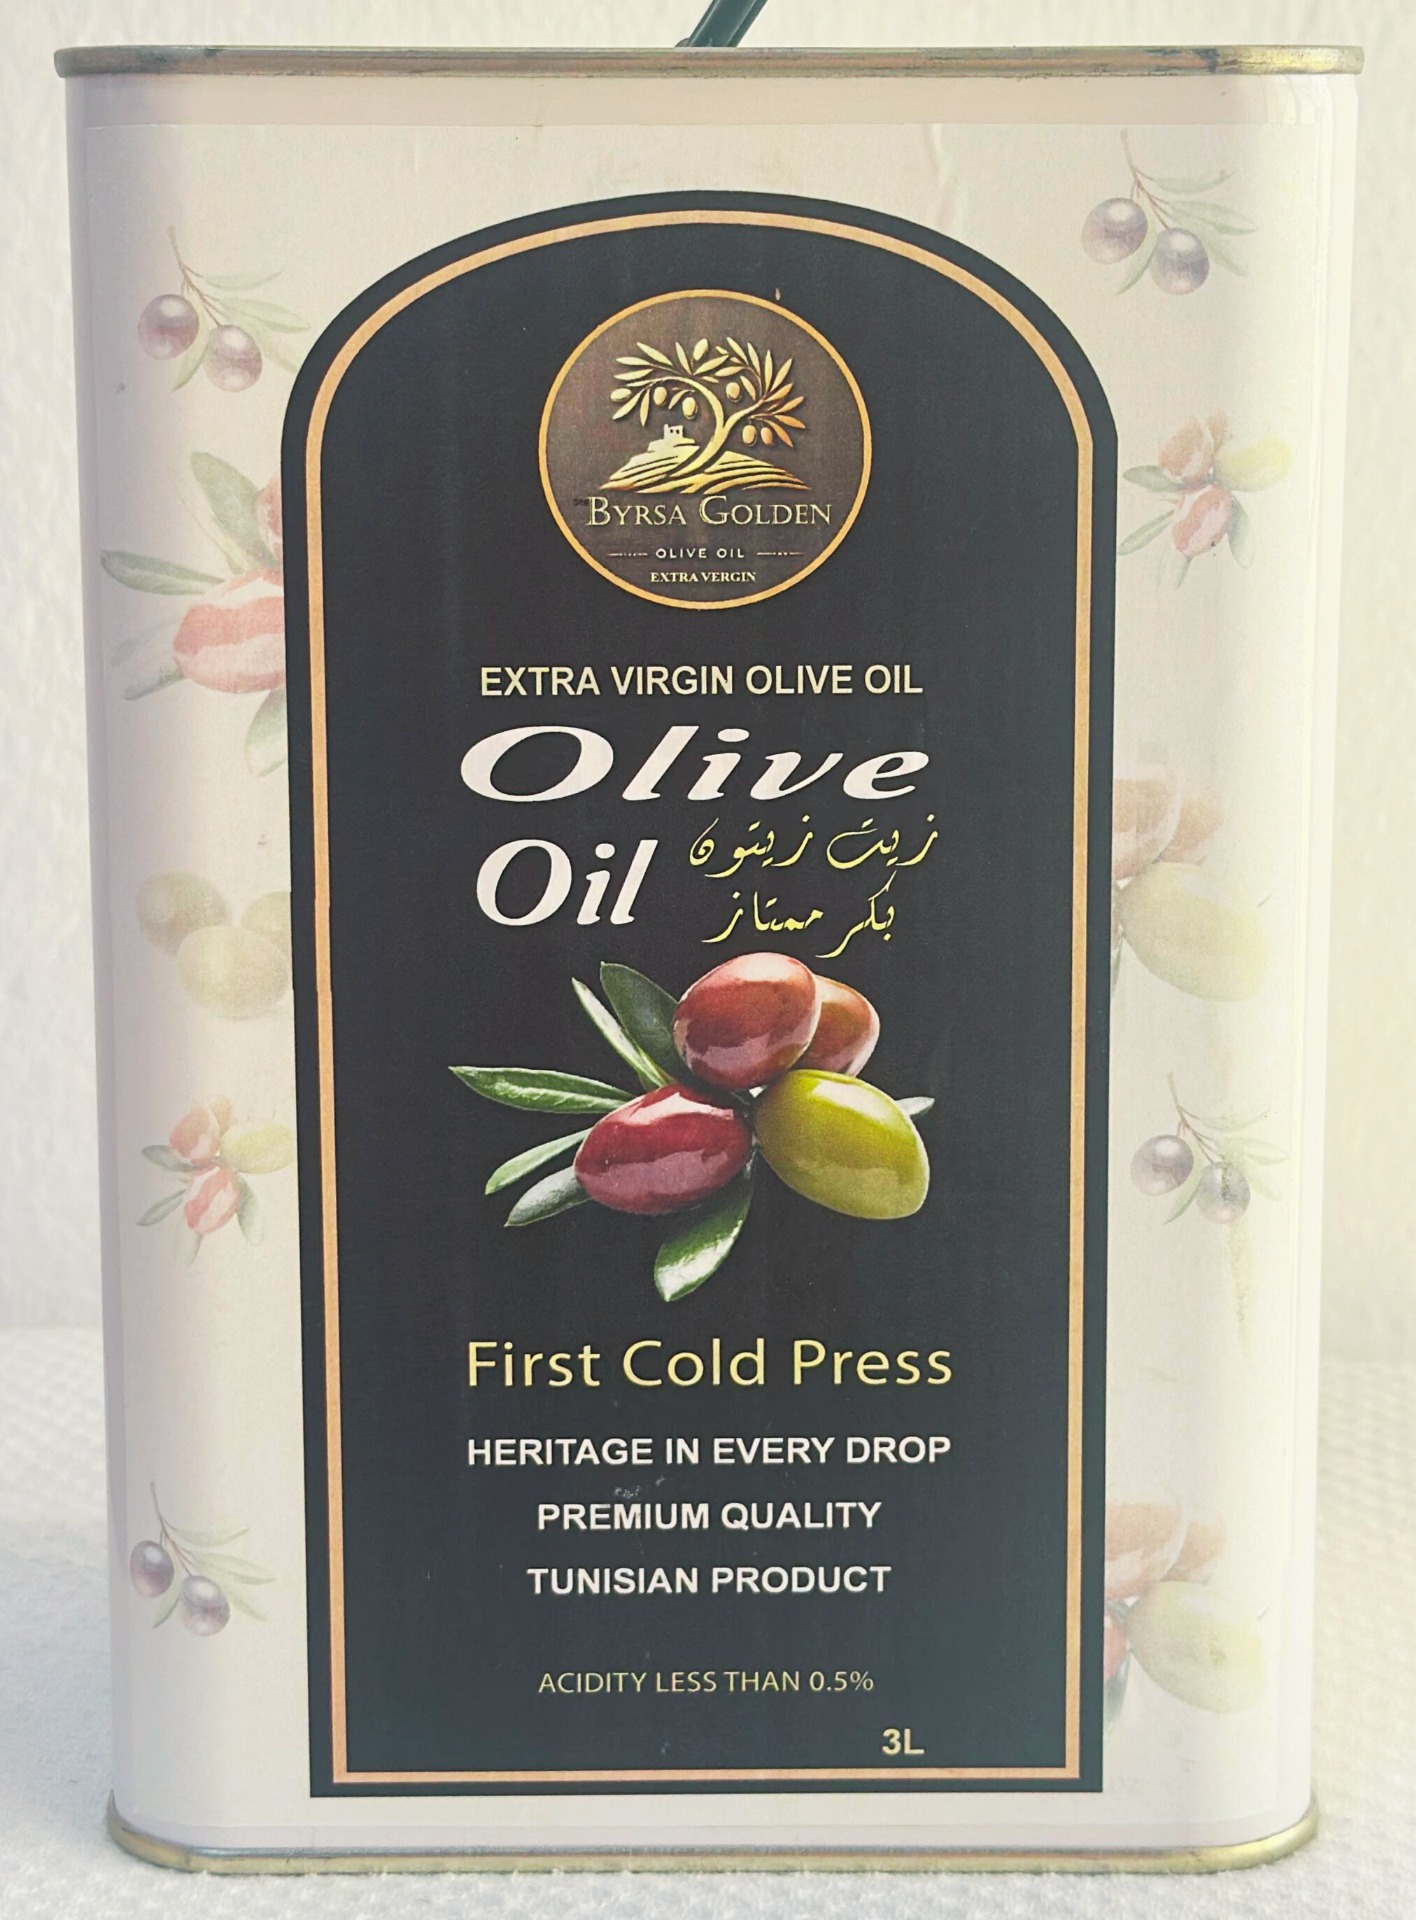 BYRSA GOLDEN
OLIVE OIL
EXTRA VERGIN
EXTRA VIRGIN OLIVE OIL
Olive
Oil
زيت زيتون
بكر ممتاز
First Cold Press
HERITAGE IN EVERY DROP
PREMIUM QUALITY
TUNISIAN PRODUCT
ACIDITY LESS THAN 0.5%
3L